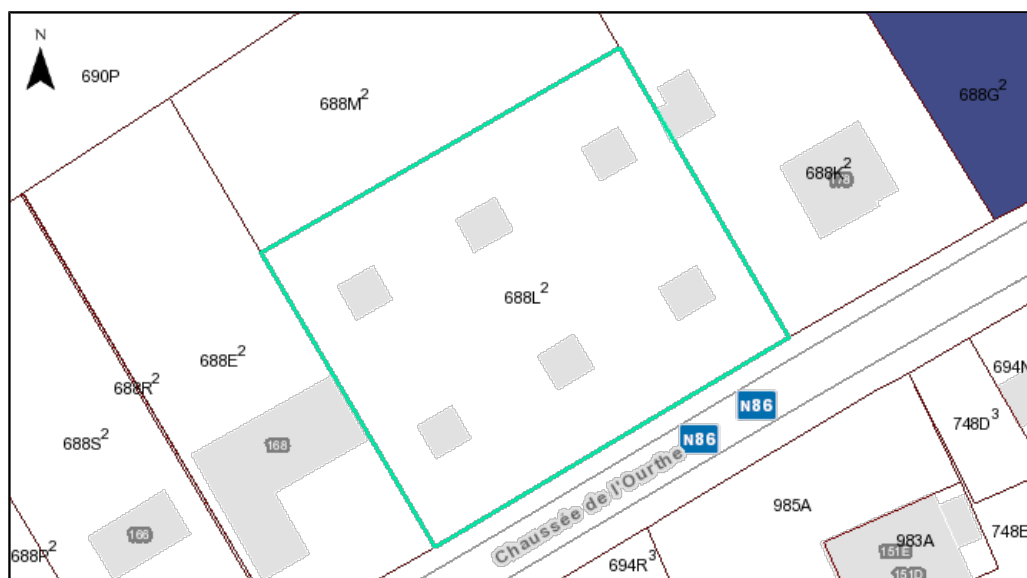 N
690P
688M²
688G²
688K²
178
688L²
688E²
688R²
688S²
168
166
688P²
N86
N86
Chaussée de l'Ourthe
694N
748D³
985A
983A
151E
151D
748E
694R³